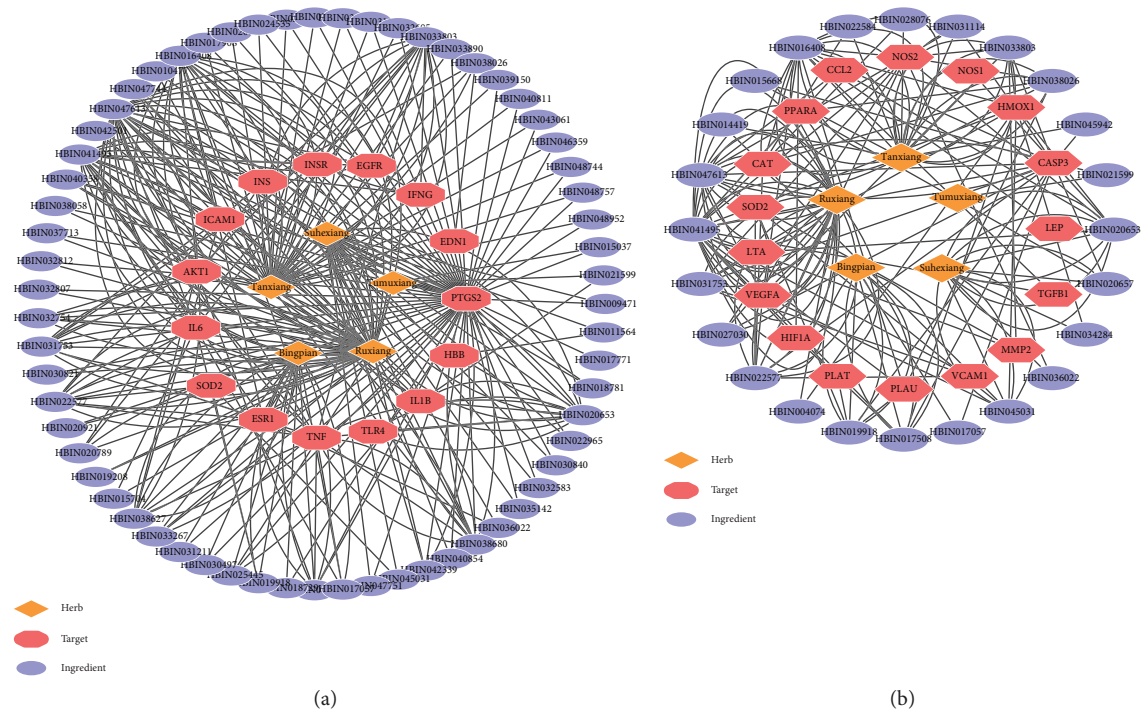 HBIN024535
HBIN033803
HBIN033890
HBIN016408
HBIN038026
HBIN039150
HBIN047613
HBIN040811
HBIN043061
HBIN041495
HBIN046359
HBIN048744
HBIN038058
HBIN048757
HBIN037713
HBIN048952
HBIN032812
HBIN015037
HBIN032807
HBIN021599
HBIN009471
HBIN031753
HBIN011564
HBIN017771
HBIN022577
HBIN018781
HBIN020921
HBIN020653
HBIN020789
HBIN022965
HBIN019208
HBIN030840
HBIN015704
HBIN032583
HBIN038627
HBIN035142
HBIN033267
HBIN036022
HBIN031211
HBIN038680
HBIN030497
HBIN040854
HBIN025445
HBIN042339
HBIN045031
HBIN017057
INSR
EGFR
INS
IFNG
ICAM1
EDN1
AKT1
PTGS2
IL6
HBB
SOD2
IL1B
ESR1
TNF
TLR4
Suhexiang
Tanxiang
Bingpian
Ruxiang
Herb
Target
Ingredient
(a)
HBIN028076
HBIN022584
HBIN031114
HBIN016408
HBIN033803
HBIN015668
HBIN038026
HBIN014419
HBIN045942
HBIN047613
HBIN021599
HBIN041495
HBIN020653
HBIN031753
HBIN020657
HBIN027030
HBIN034284
HBIN022577
HBIN036022
HBIN004074
HBIN045031
HBIN019918
HBIN017508
HBIN017057
NOS2
CCL2
NOS1
PPARA
HMOX1
CAT
CASP3
SOD2
LEP
LTA
VEGFA
TGFB1
HIF1A
MMP2
PLAT
PLAU
VCAM1
Tanxiang
Ruxiang
Tumuxiang
Bingpian
Suhexiang
Herb
Target
Ingredient
(b)